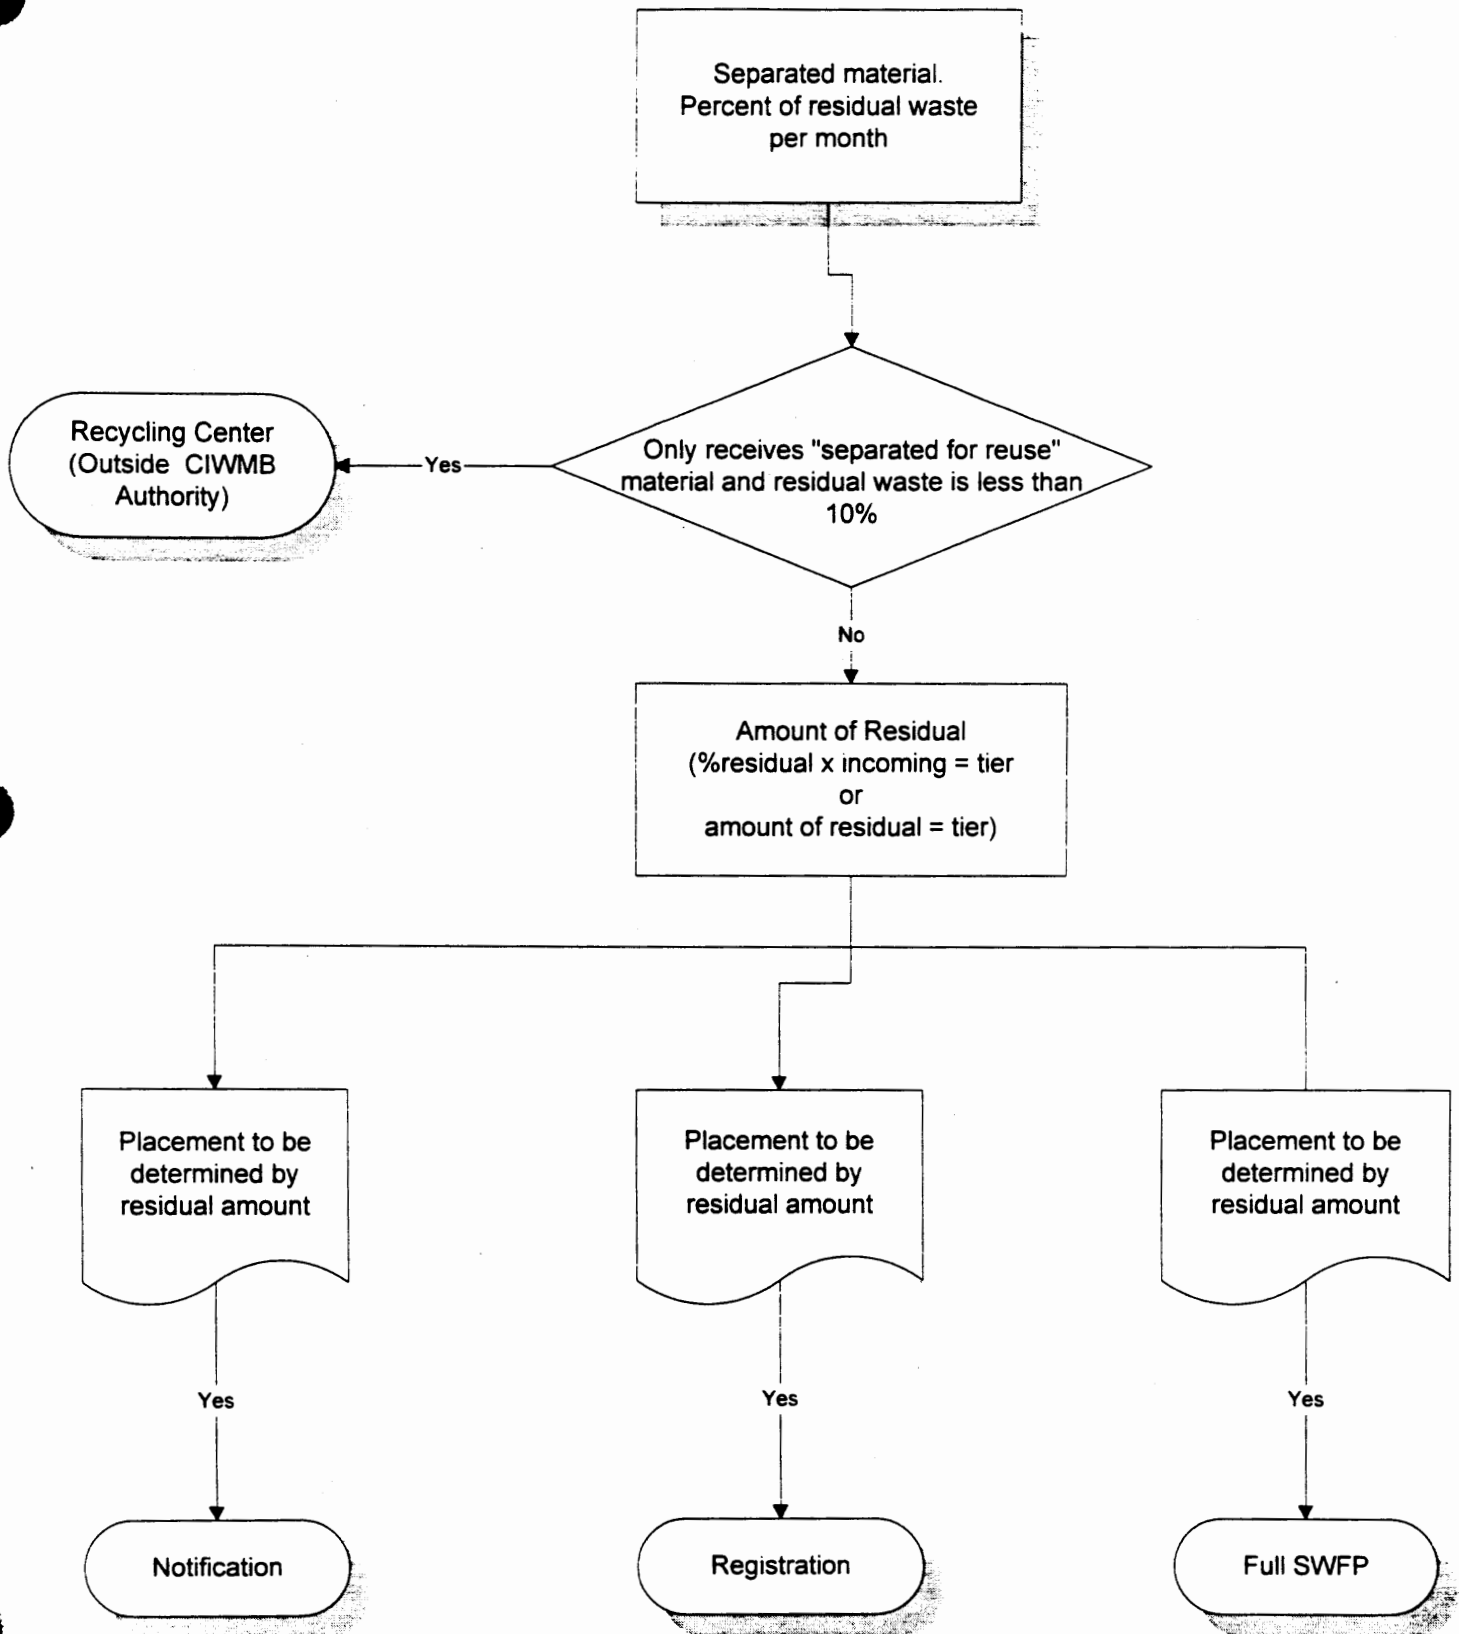 Separated material.
Percent of residual waste
per month
Recycling Center
(Outside CIWMB
Authority)
Yes
Only receives "separated for reuse"
material and residual waste is less than
10%
No
Amount of Residual
(%residual x incoming = tier
or
amount of residual = tier)
Placement to be
determined by
residual amount
Placement to be
determined by
residual amount
Placement to be
determined by
residual amount
Yes
Yes
Yes
Notification
Registration
Full SWFP